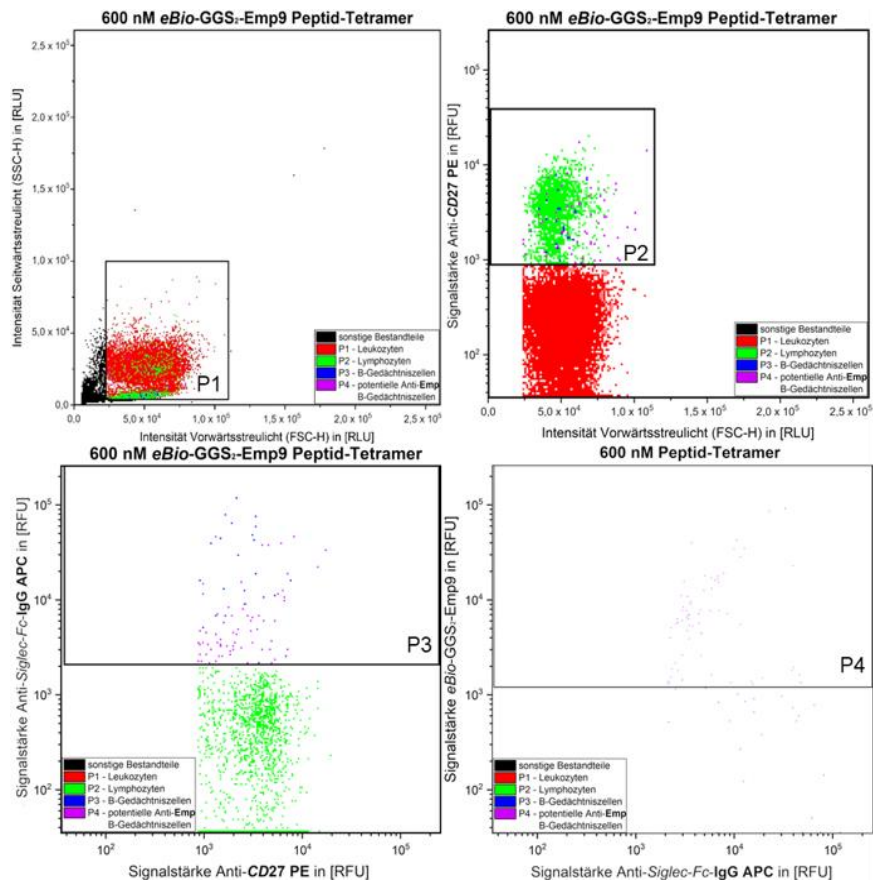 600 nM eBio-GGS₂-Emp9 Peptid-Tetramer
Intensität Seitwärtsstreulicht (SSC-H) in [RLU]
2,5 x 10⁵
2,0 x 10⁵
1,5 x 10⁵
1,0 x 10⁵
5,0 x 10⁴
0,0
P1
sonstige Bestandteile
P1 - Leukozyten
P2 - Lymphozyten
P3 - B-Gedächtniszellen
P4 - potentielle Anti-Emp
B-Gedächtniszellen
0,0 5,0 x 10⁴ 1,0 x 10⁵ 1,5 x 10⁵ 2,0 x 10⁵ 2,5 x 10⁵
Intensität Vorwärtsstreulicht (FSC-H) in [RLU]
600 nM eBio-GGS₂-Emp9 Peptid-Tetramer
Signalstärke Anti-CD27 PE in [RFU]
10⁵
10⁴
10³
10²
P2
sonstige Bestandteile
P1 - Leukozyten
P2 - Lymphozyten
P3 - B-Gedächtniszellen
P4 - potentielle Anti-Emp
B-Gedächtniszellen
0,0 5,0 x 10⁴ 1,0 x 10⁵ 1,5 x 10⁵ 2,0 x 10⁵ 2,5 x 10⁵
Intensität Vorwärtsstreulicht (FSC-H) in [RLU]
600 nM eBio-GGS₂-Emp9 Peptid-Tetramer
Signalstärke Anti-Siglec-Fc-IgG APC in [RFU]
10⁵
10⁴
10³
10²
P3
sonstige Bestandteile
P1 - Leukozyten
P2 - Lymphozyten
P3 - B-Gedächtniszellen
P4 - potentielle Anti-Emp
B-Gedächtniszellen
10² 10³ 10⁴ 10⁵
Signalstärke Anti-CD27 PE in [RFU]
600 nM Peptid-Tetramer
Signalstärke eBio-GGS₂-Emp9 in [RFU]
10⁵
10⁴
10³
10²
P4
sonstige Bestandteile
P1 - Leukozyten
P2 - Lymphozyten
P3 - B-Gedächtniszellen
P4 - potentielle Anti-Emp
B-Gedächtniszellen
10² 10³ 10⁴ 10⁵
Signalstärke Anti-Siglec-Fc-IgG APC in [RFU]